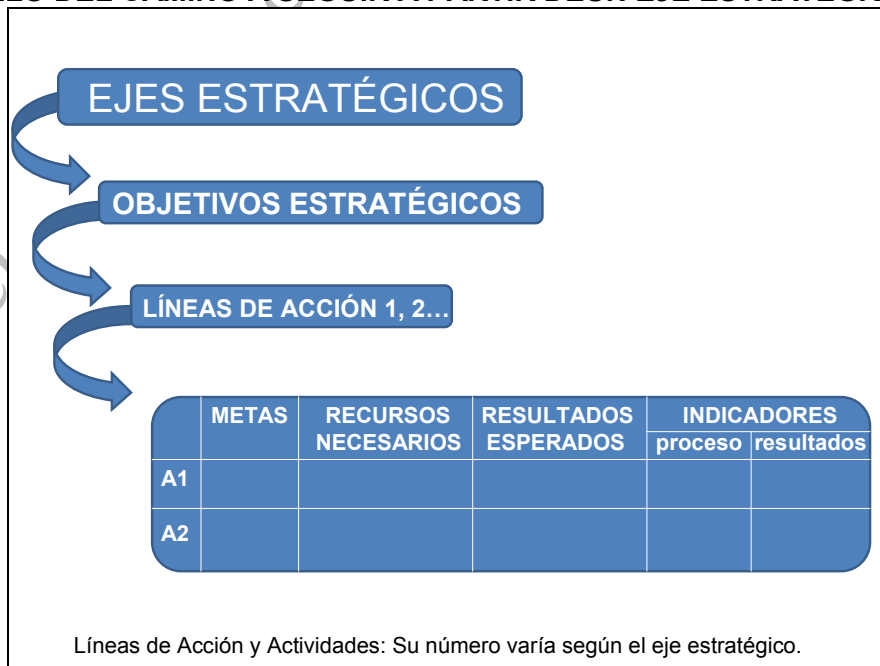 EJES ESTRATÉGICOS
OBJETIVOS ESTRATÉGICOS
LÍNEAS DE ACCIÓN 1, 2…
METAS RECURSOS NECESARIOS RESULTADOS ESPERADOS INDICADORES
proceso resultados
A1
A2
Líneas de Acción y Actividades: Su número varía según el eje estratégico.